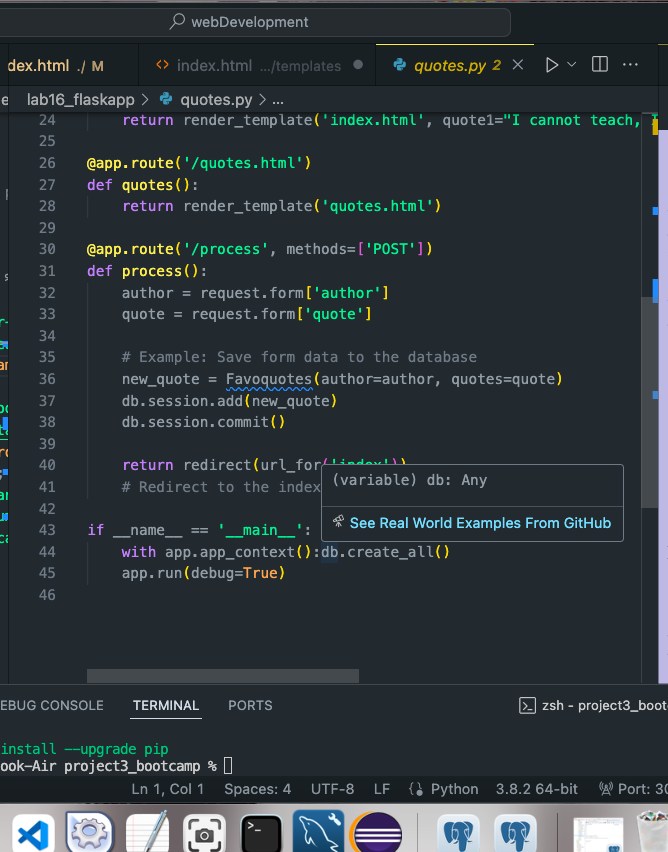 webDevelopment
dex.html ./ M
index.html .../templates
quotes.py 2
e lab16_flaskapp > quotes.py > ...
24 return render_template('index.html', quote1="I cannot teach,
25
26 @app.route('/quotes.html')
27 def quotes():
28 return render_template('quotes.html')
29
30 @app.route('/process', methods=['POST'])
31 def process():
32 author = request.form['author']
33 quote = request.form['quote']
34
35 # Example: Save form data to the database
36 new_quote = Favoquotes(author=author, quotes=quote)
37 db.session.add(new_quote)
38 db.session.commit()
39
40 return redirect(url_for('index'))
41 # Redirect to the index
(variable) db: Any
See Real World Examples From GitHub
42
43 if __name__ == '__main__':
44 with app.app_context():db.create_all()
45 app.run(debug=True)
46
EBUG CONSOLE TERMINAL PORTS
zsh - project3_boot
install --upgrade pip
ook-Air project3_bootcamp %
Ln 1, Col 1 Spaces: 4 UTF-8 LF Python 3.8.2 64-bit Port: 30